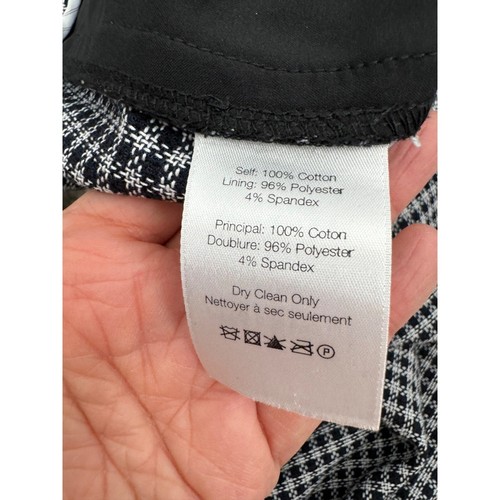 Self: 100% Cotton
Lining: 96% Polyester
4% Spandex
Principal: 100% Coton
Doublure: 96% Polyester
4% Spandex
Dry Clean Only
Nettoyer à sec seulement
P